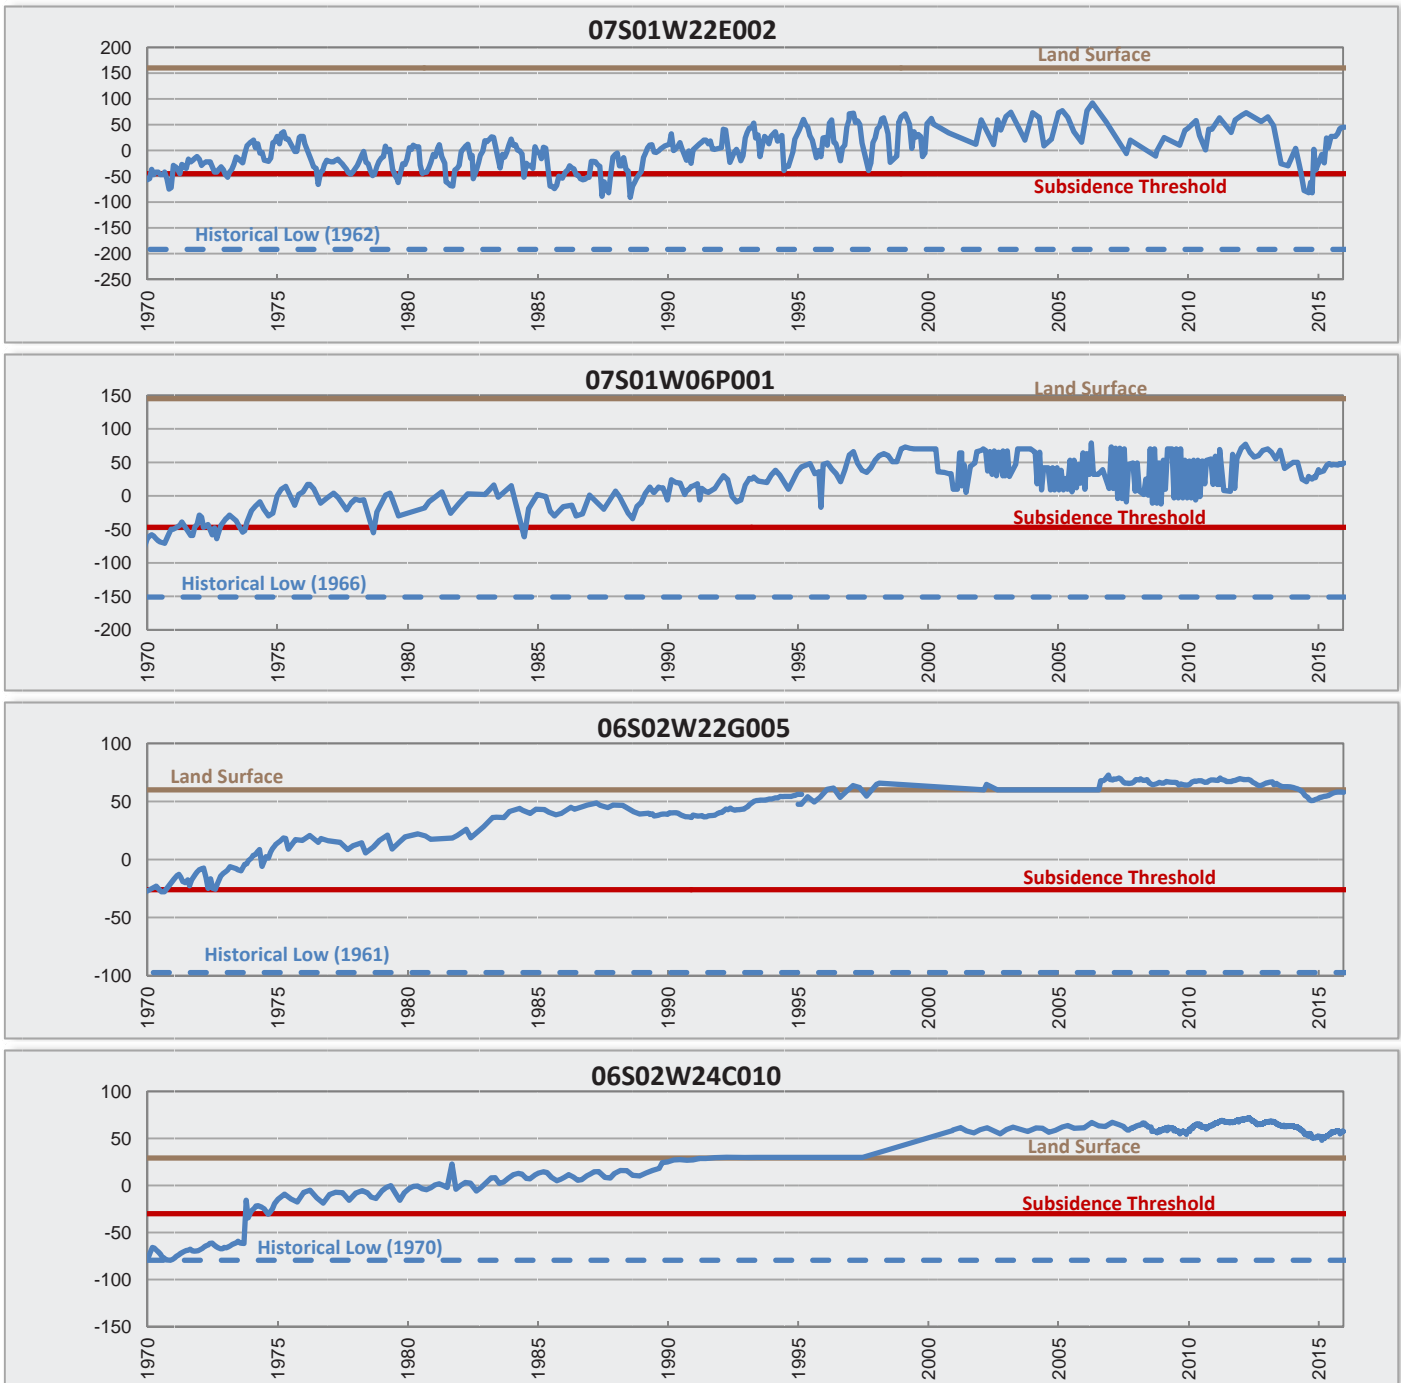 07S01W22E002
200
150
100
50
0
-50
-100
-150
-200
-250
Land Surface
Subsidence Threshold
Historical Low (1962)
1970 1975 1980 1985 1990 1995 2000 2005 2010 2015
07S01W06P001
150
100
50
0
-50
-100
-150
-200
Land Surface
Subsidence Threshold
Historical Low (1966)
1970 1975 1980 1985 1990 1995 2000 2005 2010 2015
06S02W22G005
100
50
0
-50
-100
Land Surface
Subsidence Threshold
Historical Low (1961)
1970 1975 1980 1985 1990 1995 2000 2005 2010 2015
06S02W24C010
100
50
0
-50
-100
-150
Land Surface
Subsidence Threshold
Historical Low (1970)
1970 1975 1980 1985 1990 1995 2000 2005 2010 2015